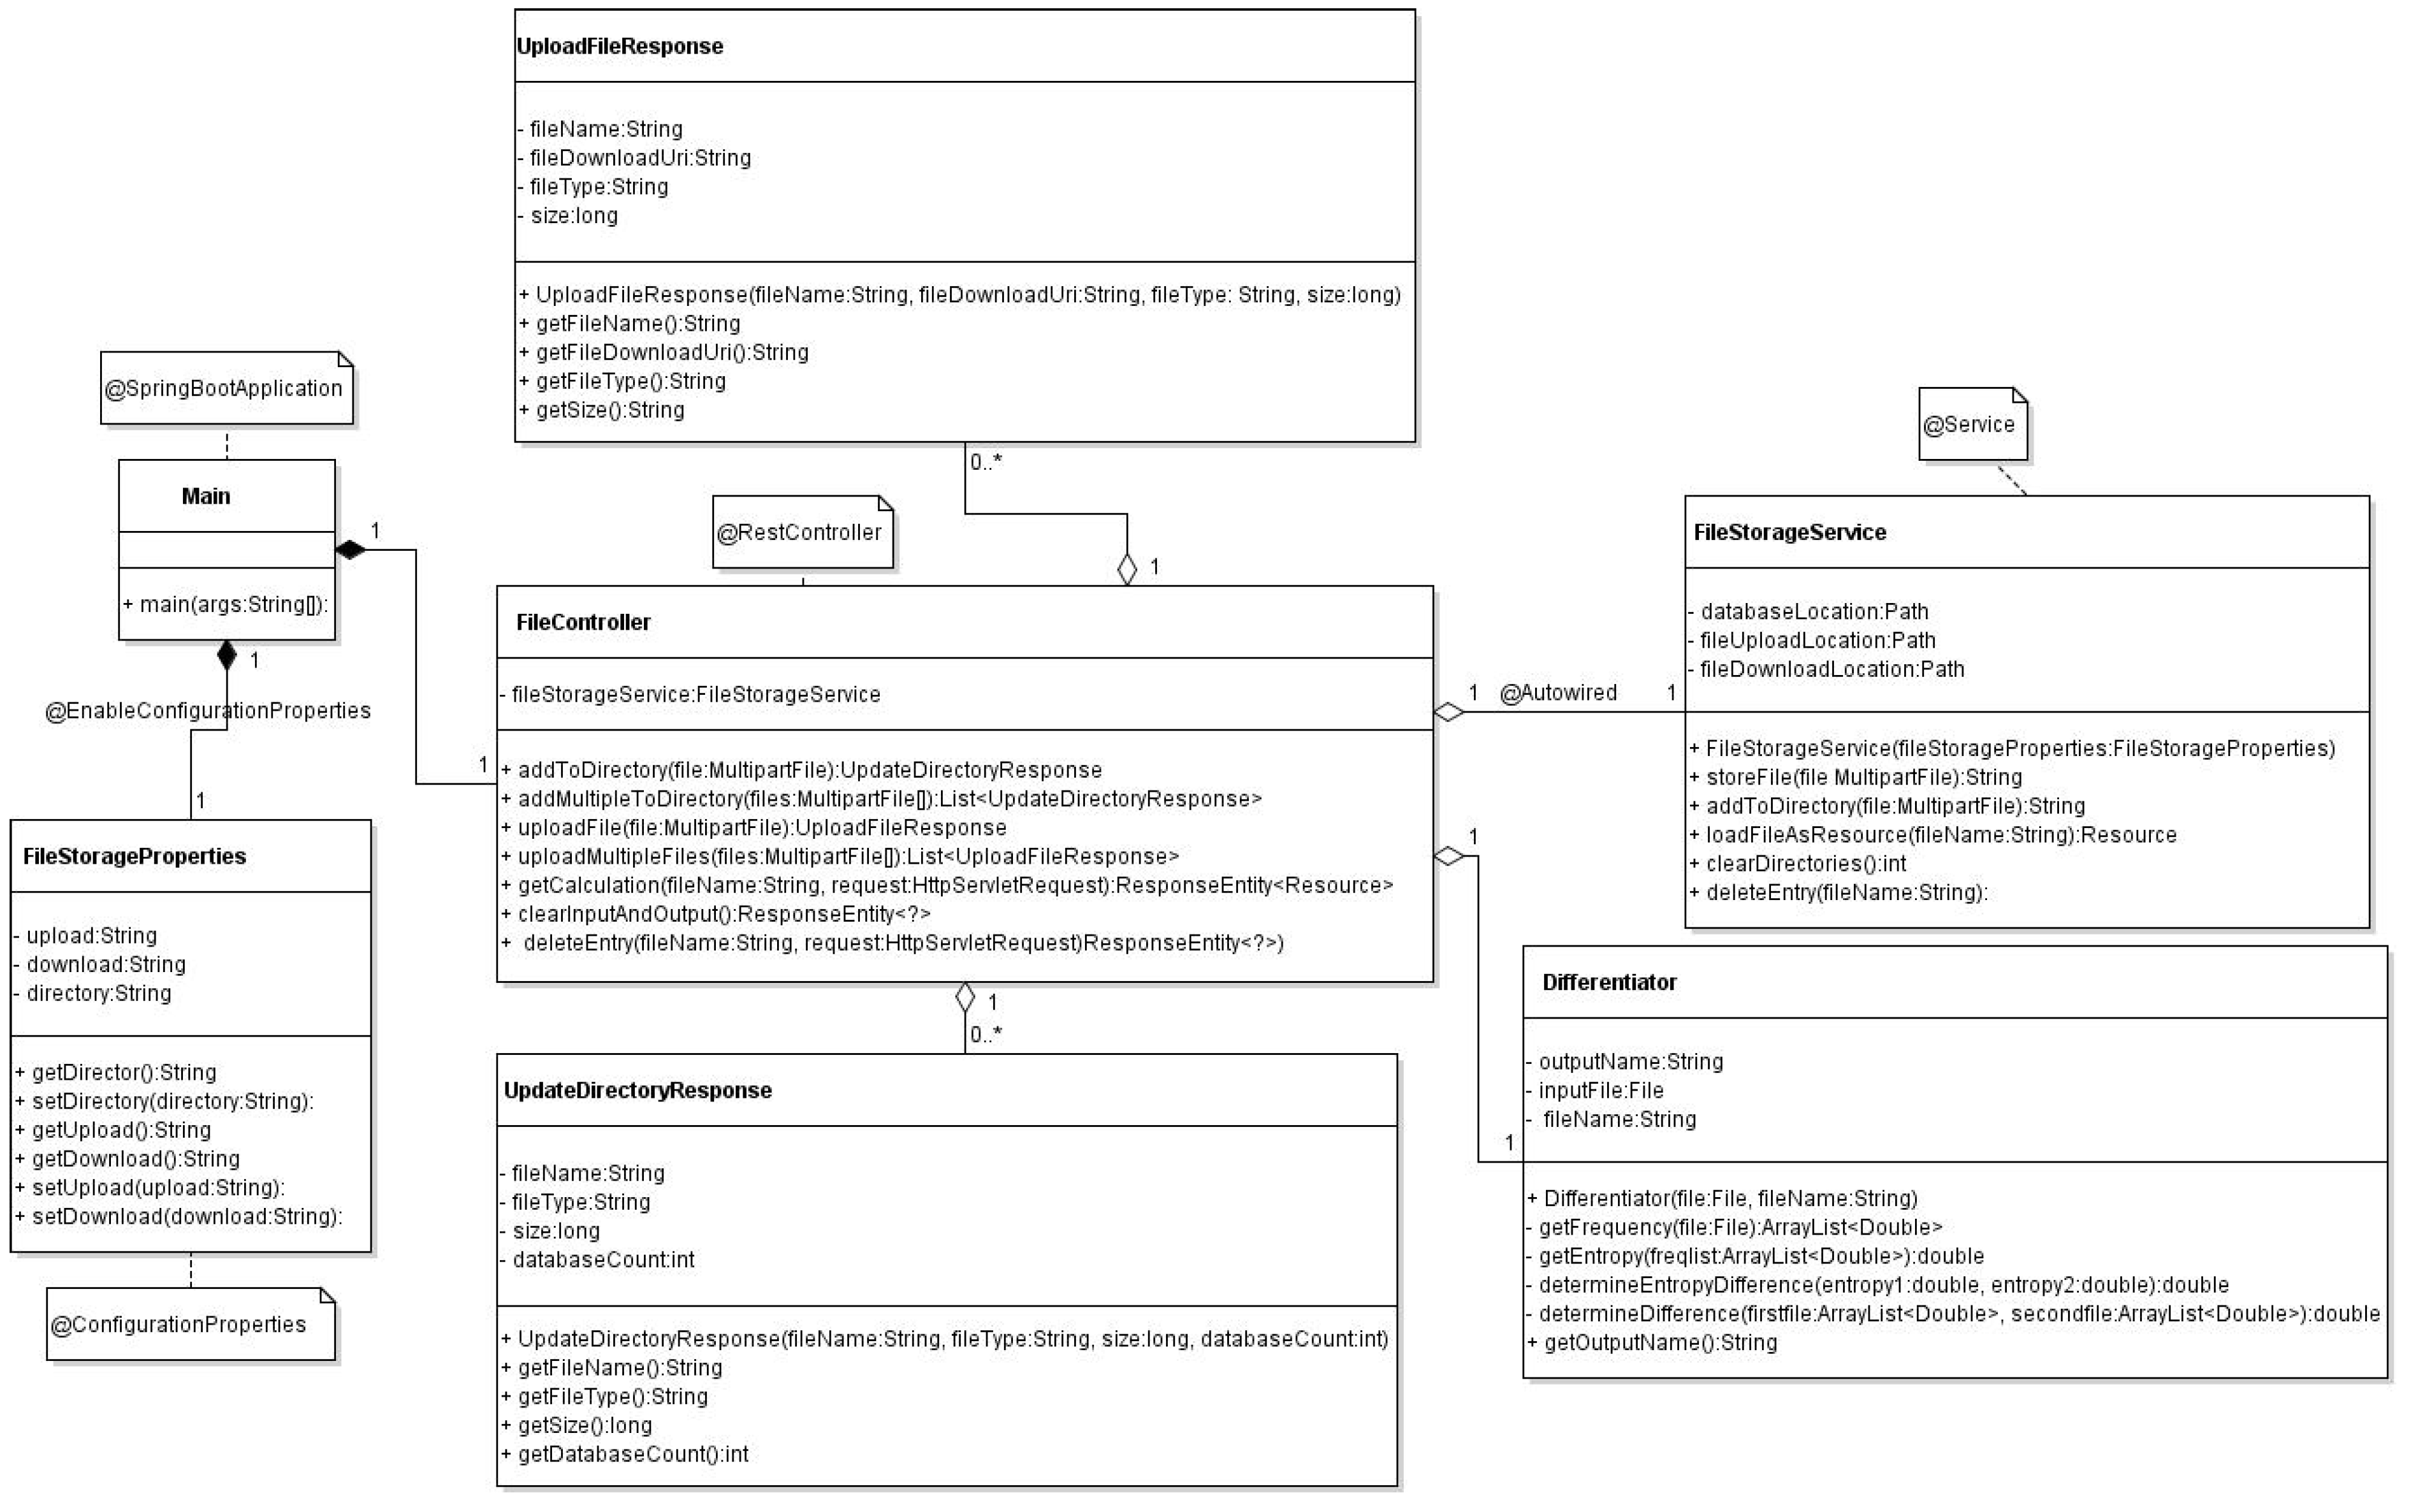 UploadFileResponse
- fileName:String
- fileDownloadUri:String
- fileType:String
- size:long
+ UploadFileResponse(fileName:String, fileDownloadUri:String, fileType: String, size:long)
+ getFileName():String
+ getFileDownloadUri():String
+ getFileType():String
+ getSize():String
0..*
1
@SpringBootApplication
Main
+ main(args:String[]):
1
1
1
@EnableConfigurationProperties
1
FileStorageProperties
- upload:String
- download:String
- directory:String
+ getDirector():String
+ setDirectory(directory:String):
+ getUpload():String
+ getDownload():String
+ setUpload(upload:String):
+ setDownload(download:String):
@ConfigurationProperties
@RestController
FileController
- fileStorageService:FileStorageService
+ addToDirectory(file:MultipartFile):UpdateDirectoryResponse
+ addMultipleToDirectory(files:MultipartFile[]):List<UpdateDirectoryResponse>
+ uploadFile(file:MultipartFile):UploadFileResponse
+ uploadMultipleFiles(files:MultipartFile[]):List<UploadFileResponse>
+ getCalculation(fileName:String, request:HttpServletRequest):ResponseEntity<Resource>
+ clearInputAndOutput():ResponseEntity<?>
+ deleteEntry(fileName:String, request:HttpServletRequest)ResponseEntity<?>)
1 @Autowired 1
1
1
1
0..*
UpdateDirectoryResponse
- fileName:String
- fileType:String
- size:long
- databaseCount:int
+ UpdateDirectoryResponse(fileName:String, fileType:String, size:long, databaseCount:int)
+ getFileName():String
+ getFileType():String
+ getSize():long
+ getDatabaseCount():int
@Service
FileStorageService
- databaseLocation:Path
- fileUploadLocation:Path
- fileDownloadLocation:Path
+ FileStorageService(fileStorageProperties:FileStorageProperties)
+ storeFile(file MultipartFile):String
+ addToDirectory(file:MultipartFile):String
+ loadFileAsResource(fileName:String):Resource
+ clearDirectories():int
+ deleteEntry(fileName:String):
Differentiator
- outputName:String
- inputFile:File
- fileName:String
+ Differentiator(file:File, fileName:String)
- getFrequency(file:File):ArrayList<Double>
- getEntropy(freqlist:ArrayList<Double>):double
- determineEntropyDifference(entropy1:double, entropy2:double):double
- determineDifference(firstfile:ArrayList<Double>, secondfile:ArrayList<Double>):double
+ getOutputName():String